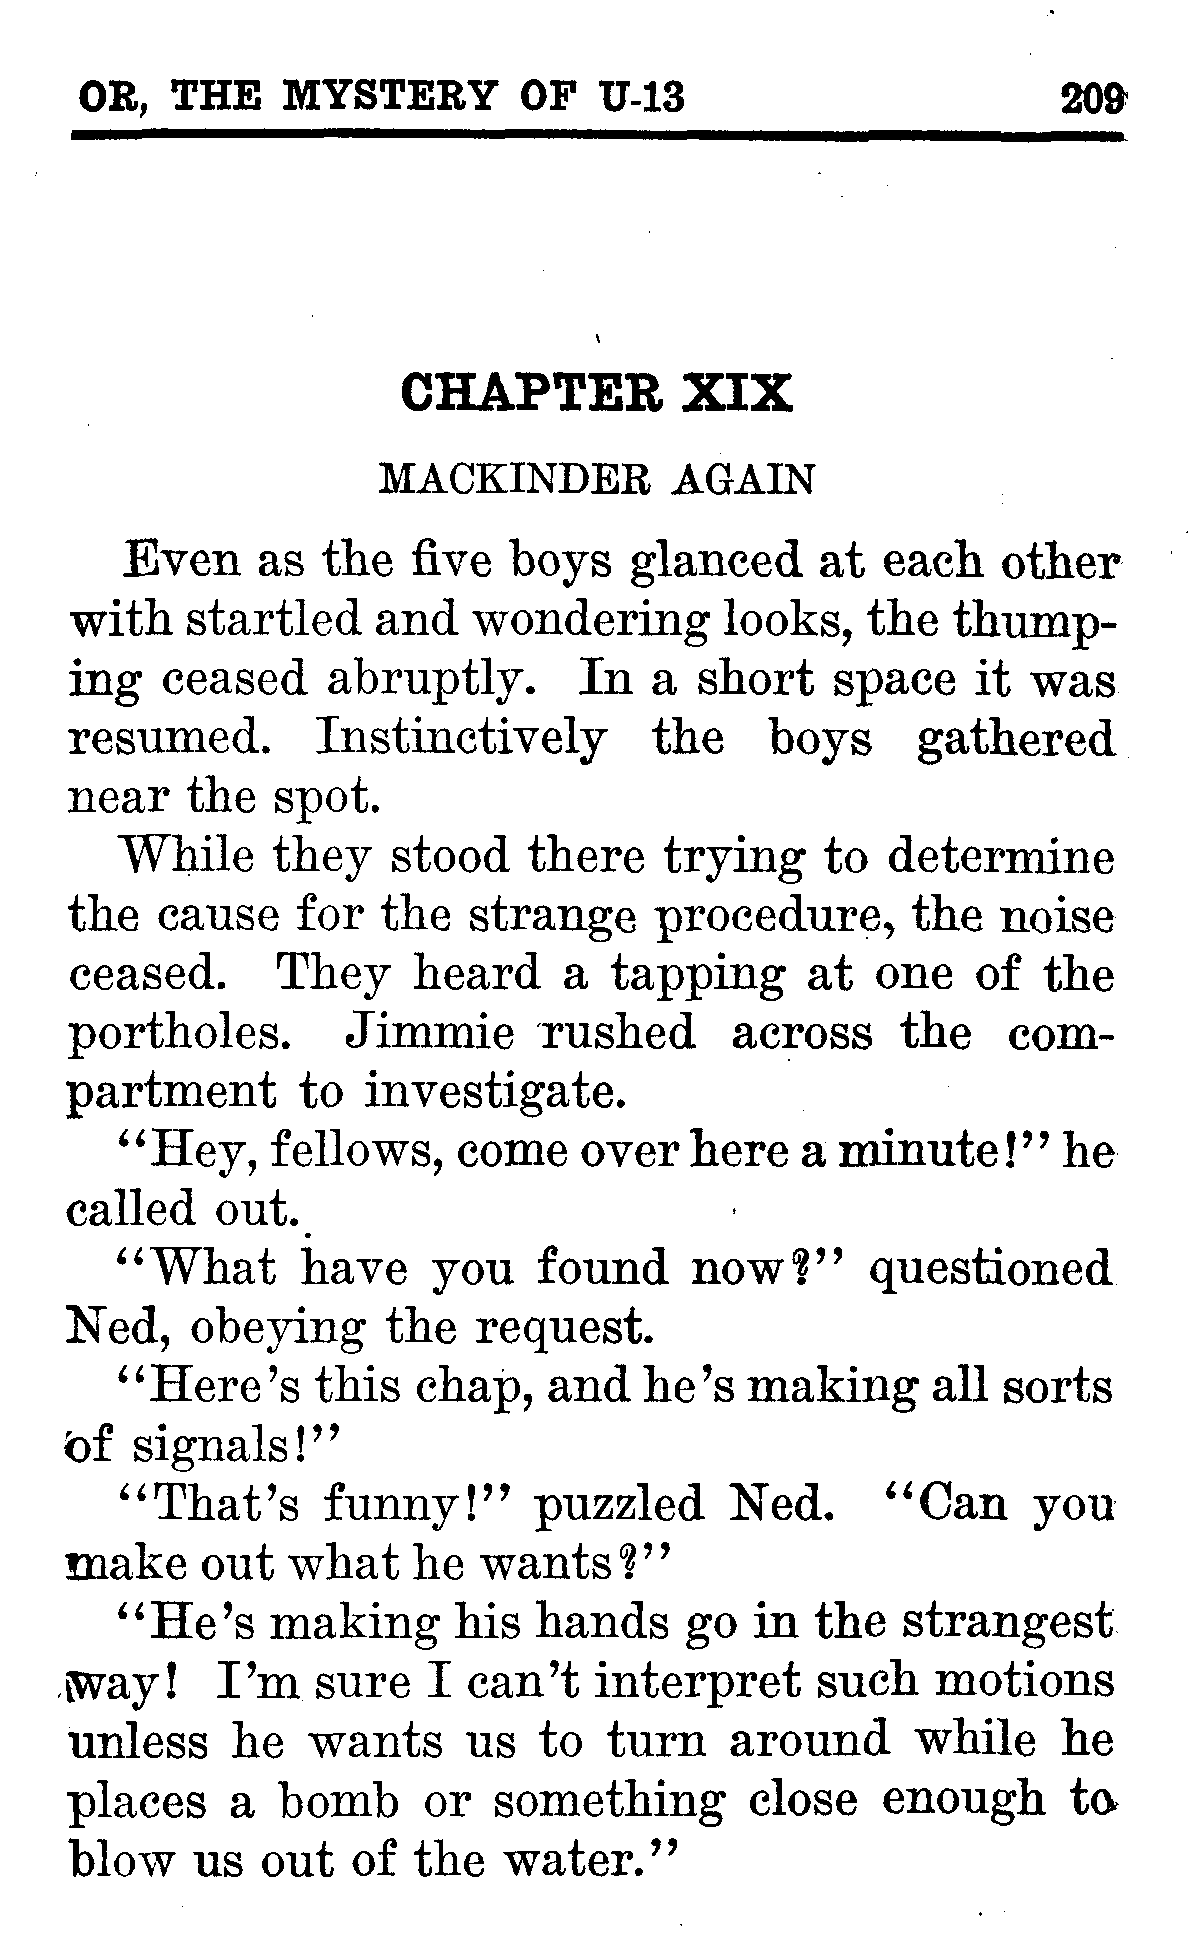 OR, THE MYSTERY OF U-13 209
CHAPTER XIX
MACKINDER AGAIN
Even as the five boys glanced at each other
with startled and wondering looks, the thump-
ing ceased abruptly. In a short space it was
resumed. Instinctively the boys gathered
near the spot.
While they stood there trying to determine
the cause for the strange procedure, the noise
ceased. They heard a tapping at one of the
portholes. Jimmie rushed across the com-
partment to investigate.
"Hey, fellows, come over here a minute!" he
called out.
"What have you found now?" questioned
Ned, obeying the request.
"Here's this chap, and he's making all sorts
of signals!"
"That's funny!" puzzled Ned. "Can you
make out what he wants?"
"He's making his hands go in the strangest
way! I'm sure I can't interpret such motions
unless he wants us to turn around while he
places a bomb or something close enough to
blow us out of the water."